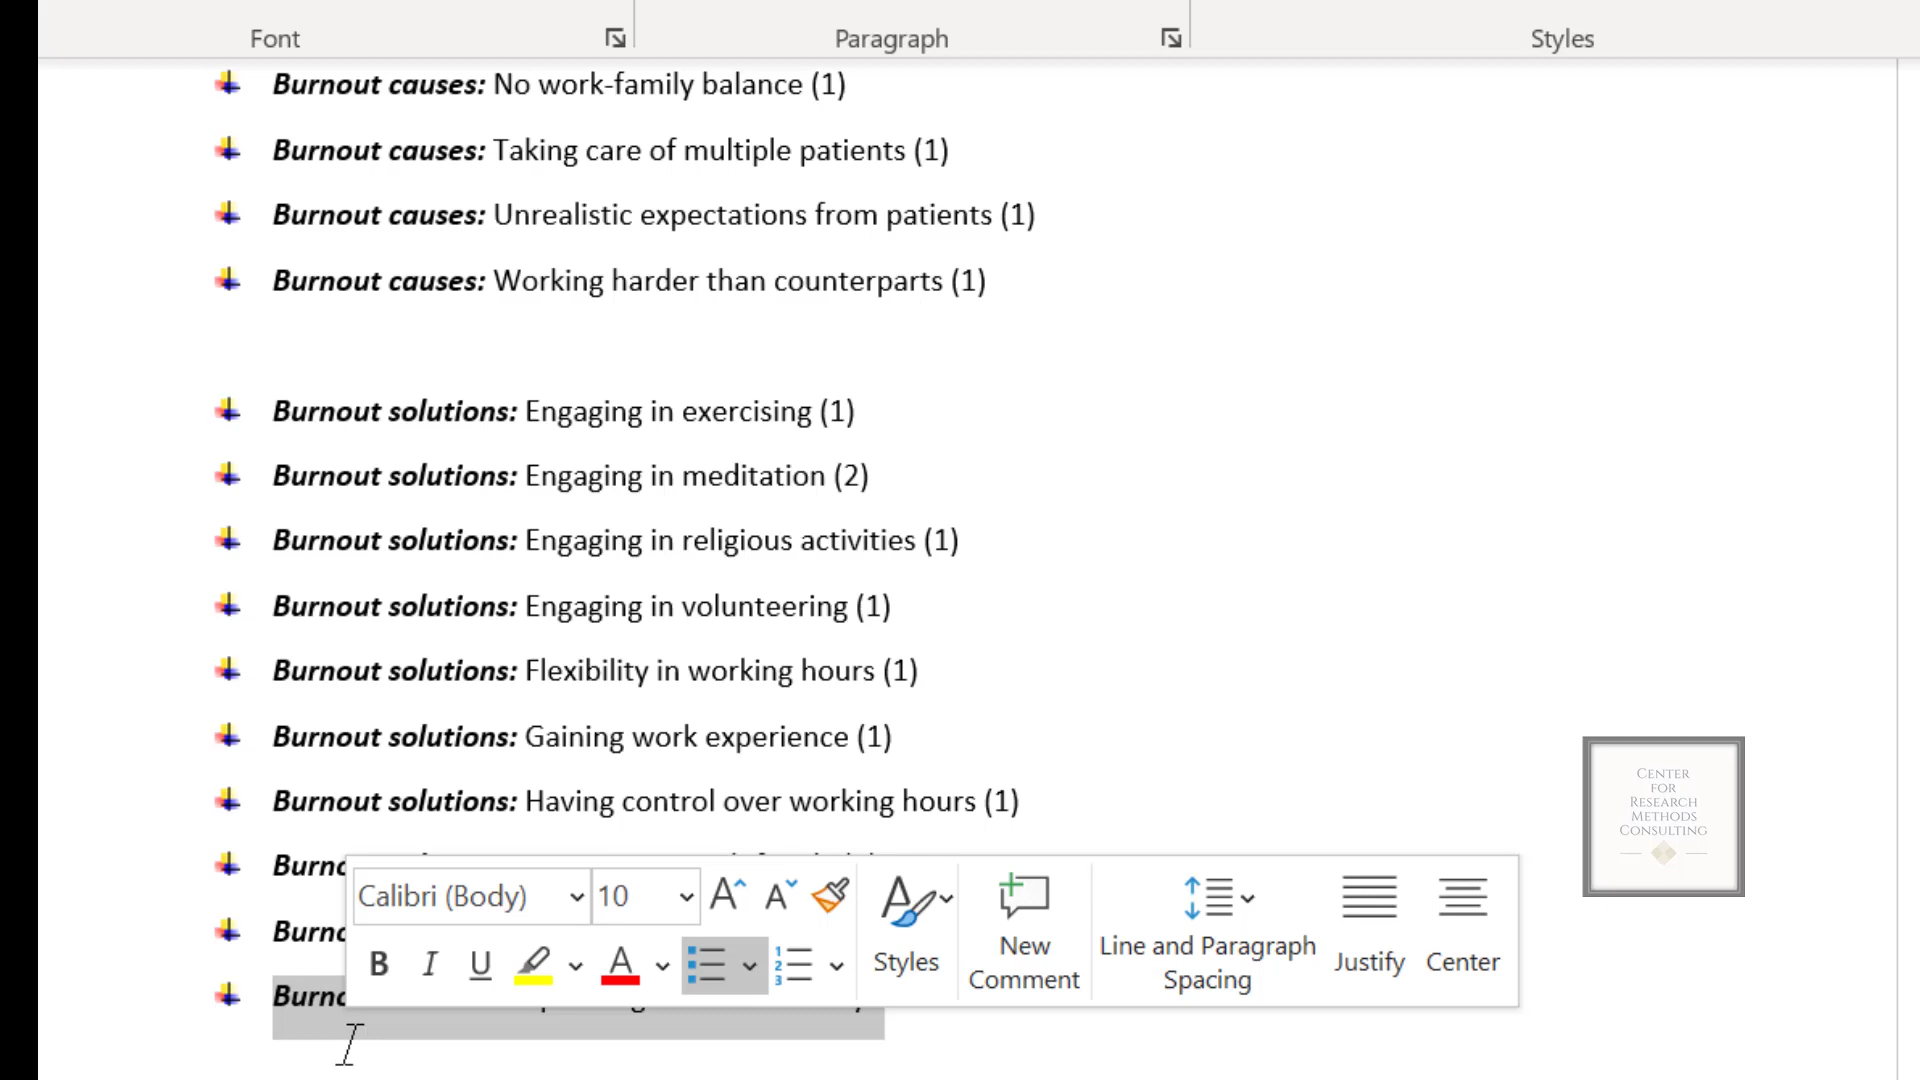 Font Paragraph Styles
Burnout causes: No work-family balance (1)
Burnout causes: Taking care of multiple patients (1)
Burnout causes: Unrealistic expectations from patients (1)
Burnout causes: Working harder than counterparts (1)
Burnout solutions: Engaging in exercising (1)
Burnout solutions: Engaging in meditation (2)
Burnout solutions: Engaging in religious activities (1)
Burnout solutions: Engaging in volunteering (1)
Burnout solutions: Flexibility in working hours (1)
Burnout solutions: Gaining work experience (1)
Burnout solutions: Having control over working hours (1)
Calibri (Body) 10
B I U A
Styles
New
Comment
Line and Paragraph
Spacing
Justify
Center
CENTER
FOR
RESEARCH
METHODS
CONSULTING